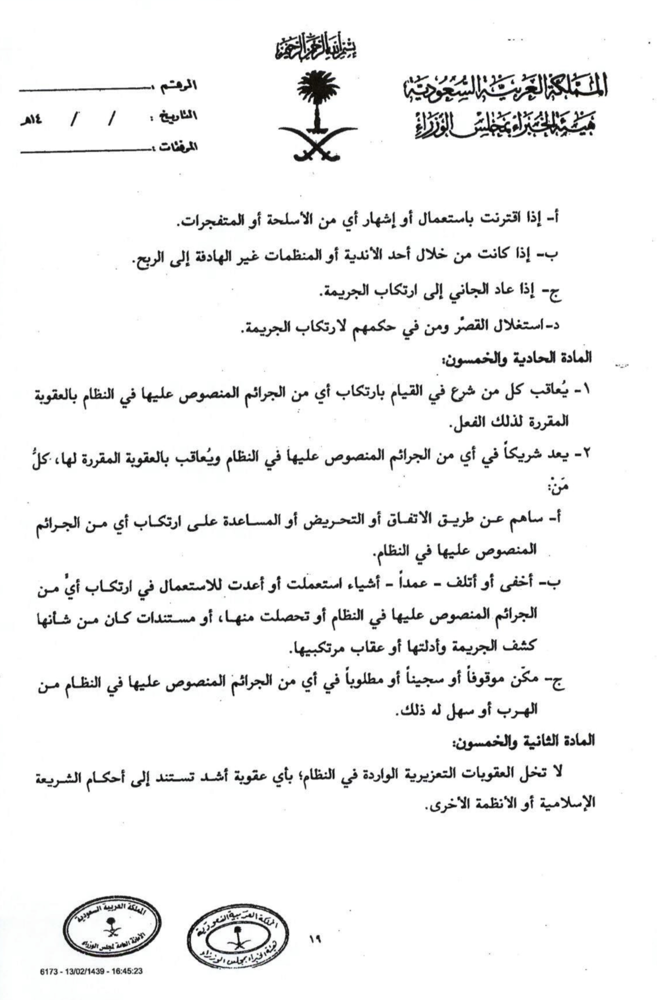 بسم الله الرحمن الرحيم
المملكة العربية السعودية
هيئة الخبراء بمجلس الوزراء
الرقم :
التاريخ : / / ١٤هـ
المرفقات :
أ- إذا اقترنت باستعمال أو إشهار أي من الأسلحة أو المتفجرات.
ب- إذا كانت من خلال أحد الأندية أو المنظمات غير الهادفة إلى الربح.
ج- إذا عاد الجاني إلى ارتكاب الجريمة.
د-استغلال القصَّر ومن في حكمهم لارتكاب الجريمة.
المادة الحادية والخمسون:
١- يُعاقب كل من شرع في القيام بارتكاب أي من الجرائم المنصوص عليها في النظام بالعقوبة
المقررة لذلك الفعل.
٢- يعد شريكاً في أي من الجرائم المنصوص عليها في النظام ويُعاقب بالعقوبة المقررة لها، كلُّ
مَنْ:
أ- ساهم عن طريق الاتفاق أو التحريض أو المساعدة على ارتكاب أي من الجرائم
المنصوص عليها في النظام.
ب- أخفى أو أتلف - عمداً - أشياء استعملت أو أعدت للاستعمال في ارتكاب أيٍّ من
الجرائم المنصوص عليها في النظام أو تحصلت منها، أو مستندات كان من شأنها
كشف الجريمة وأدلتها أو عقاب مرتكبيها.
ج- مكّن موقوفاً أو سجيناً أو مطلوباً في أي من الجرائم المنصوص عليها في النظام من
الهرب أو سهل له ذلك.
المادة الثانية والخمسون:
لا تخل العقوبات التعزيرية الواردة في النظام؛ بأي عقوبة أشد تستند إلى أحكام الشريعة
الإسلامية أو الأنظمة الأخرى.
١٩
المملكة العربية السعودية
هيئة الخبراء بمجلس الوزراء
المملكة العربية السعودية
الأمانة العامة لمجلس الوزراء
6173 - 13/02/1439 - 16:45:23